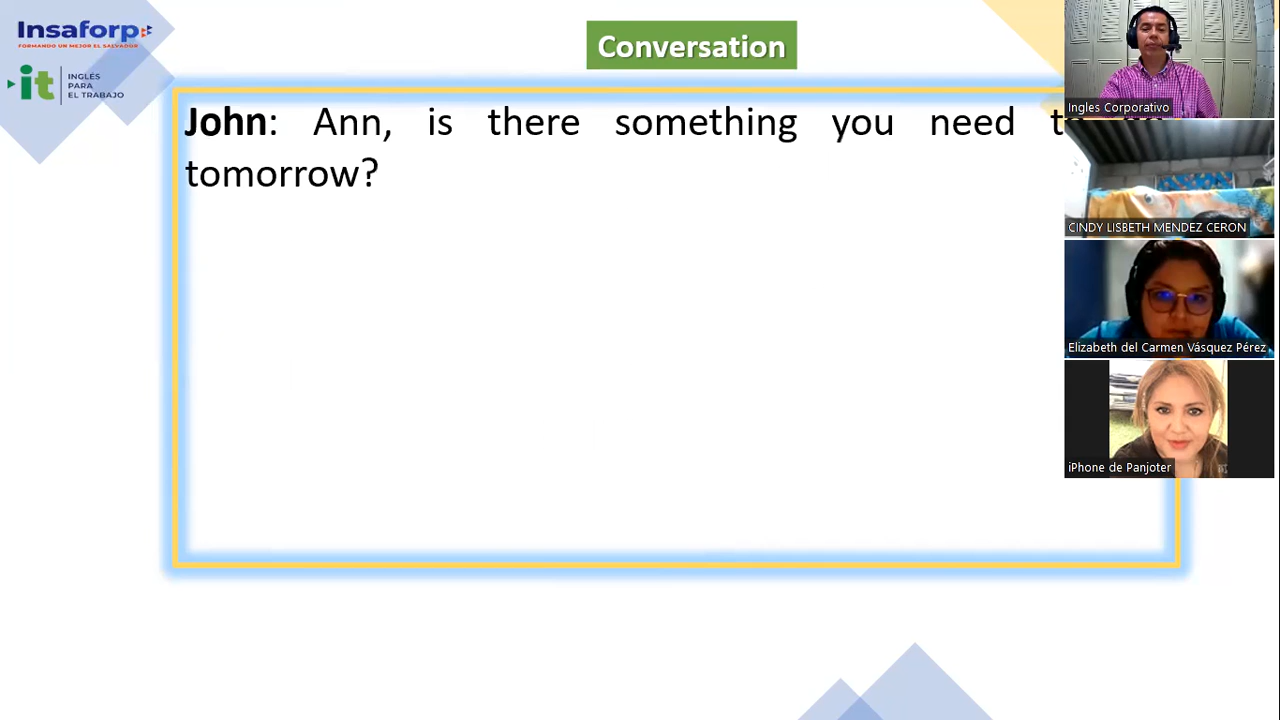 Insaforp
FORMANDO UN MEJOR EL SALVADOR
it
INGLÉS
PARA
EL TRABAJO
Conversation
John: Ann, is there something you need
tomorrow?
Ingles Corporativo
CINDY LISBETH MENDEZ CERON
Elizabeth del Carmen Vásquez Pérez
iPhone de Panjoter